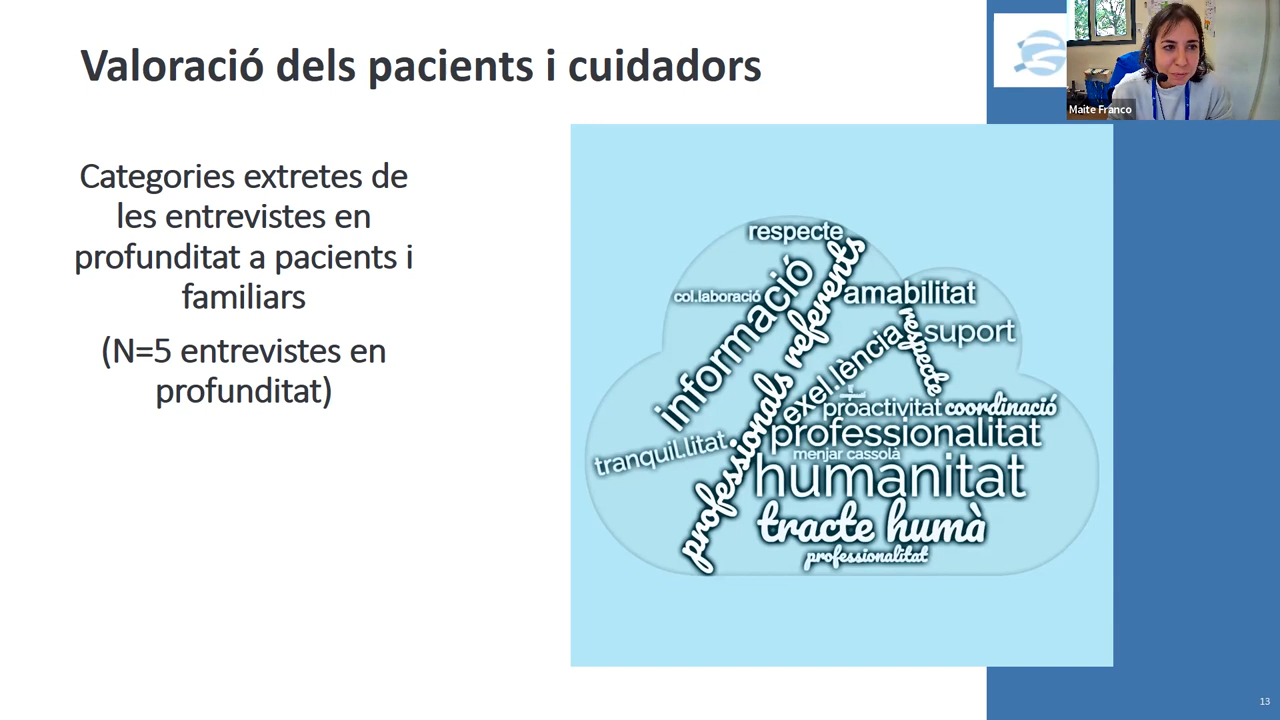 Valoració dels pacients i cuidadors
Maite Franco
Categories extretes de
les entrevistes en
profunditat a pacients i
familiars
(N=5 entrevistes en
profunditat)
respecte
col.laboració
informació
professionals referents
amabilitat
suport
respecte
exel.lència
proactivitat
coordinació
tranquil.litat
professionalitat
menjar cassolà
humanitat
tracte humà
professionalitat
13